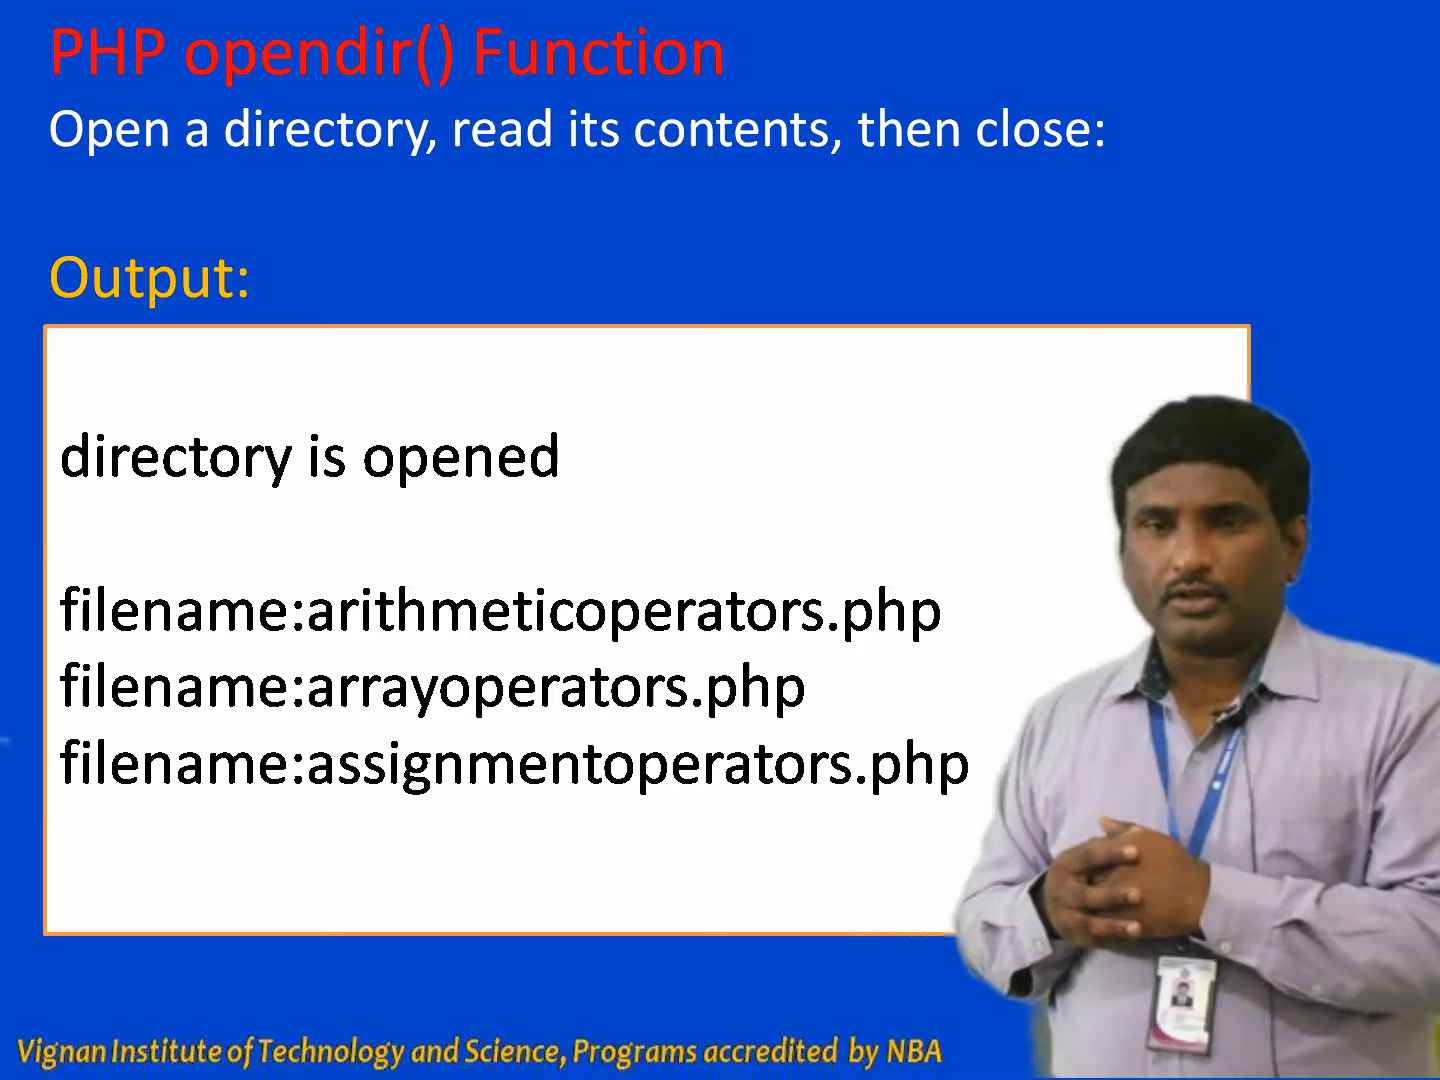 PHP opendir() Function
Open a directory, read its contents, then close:
Output:
directory is opened
filename:arithmeticoperators.php
filename:arrayoperators.php
filename:assignmentoperators.php
Vignan Institute of Technology and Science, Programs accredited by NBA